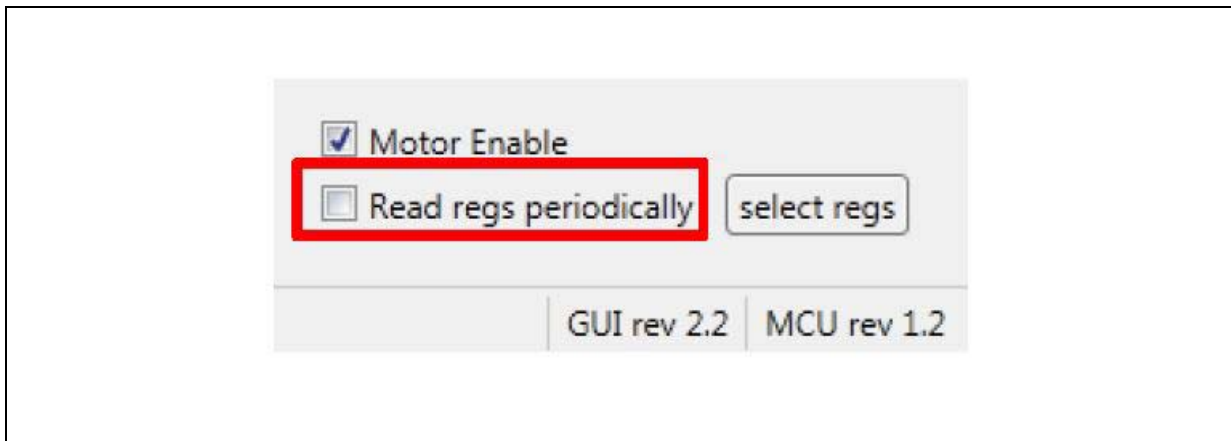 Motor Enable
Read regs periodically select regs
GUI rev 2.2 MCU rev 1.2